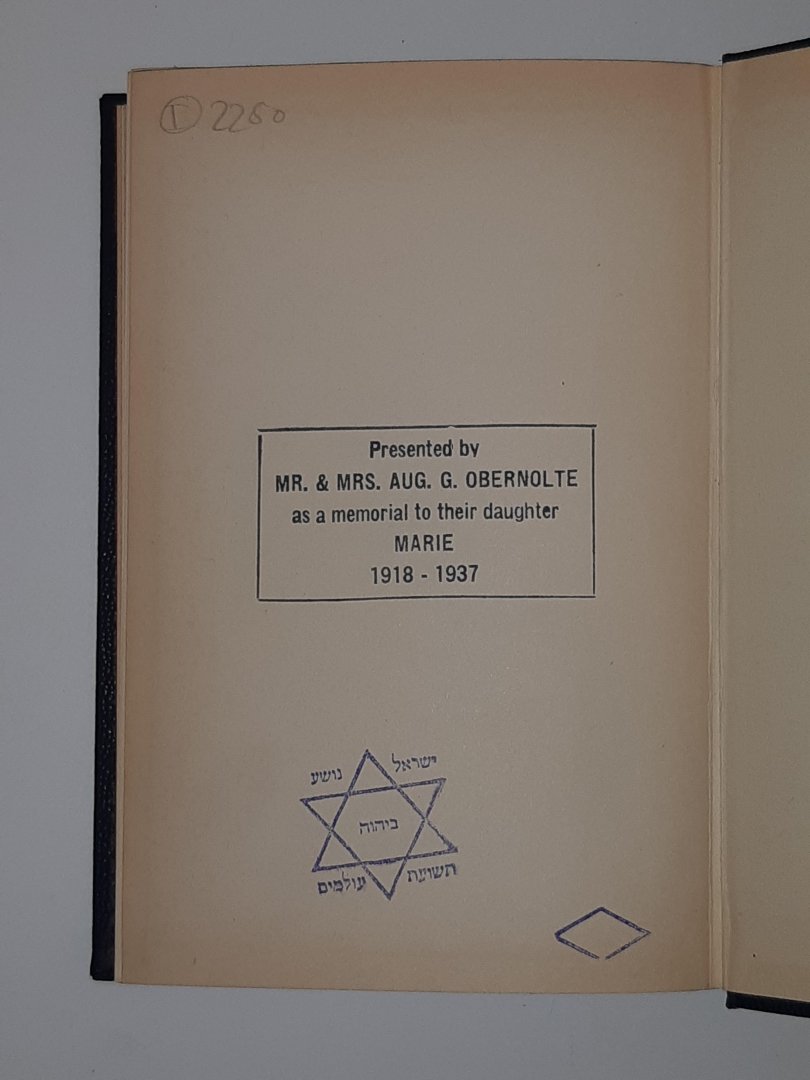 I 2250
Presented by
MR. & MRS. AUG. G. OBERNOLTE
as a memorial to their daughter
MARIE
1918 - 1937
ישראל נושע
ביהוה
תשועת עולמים